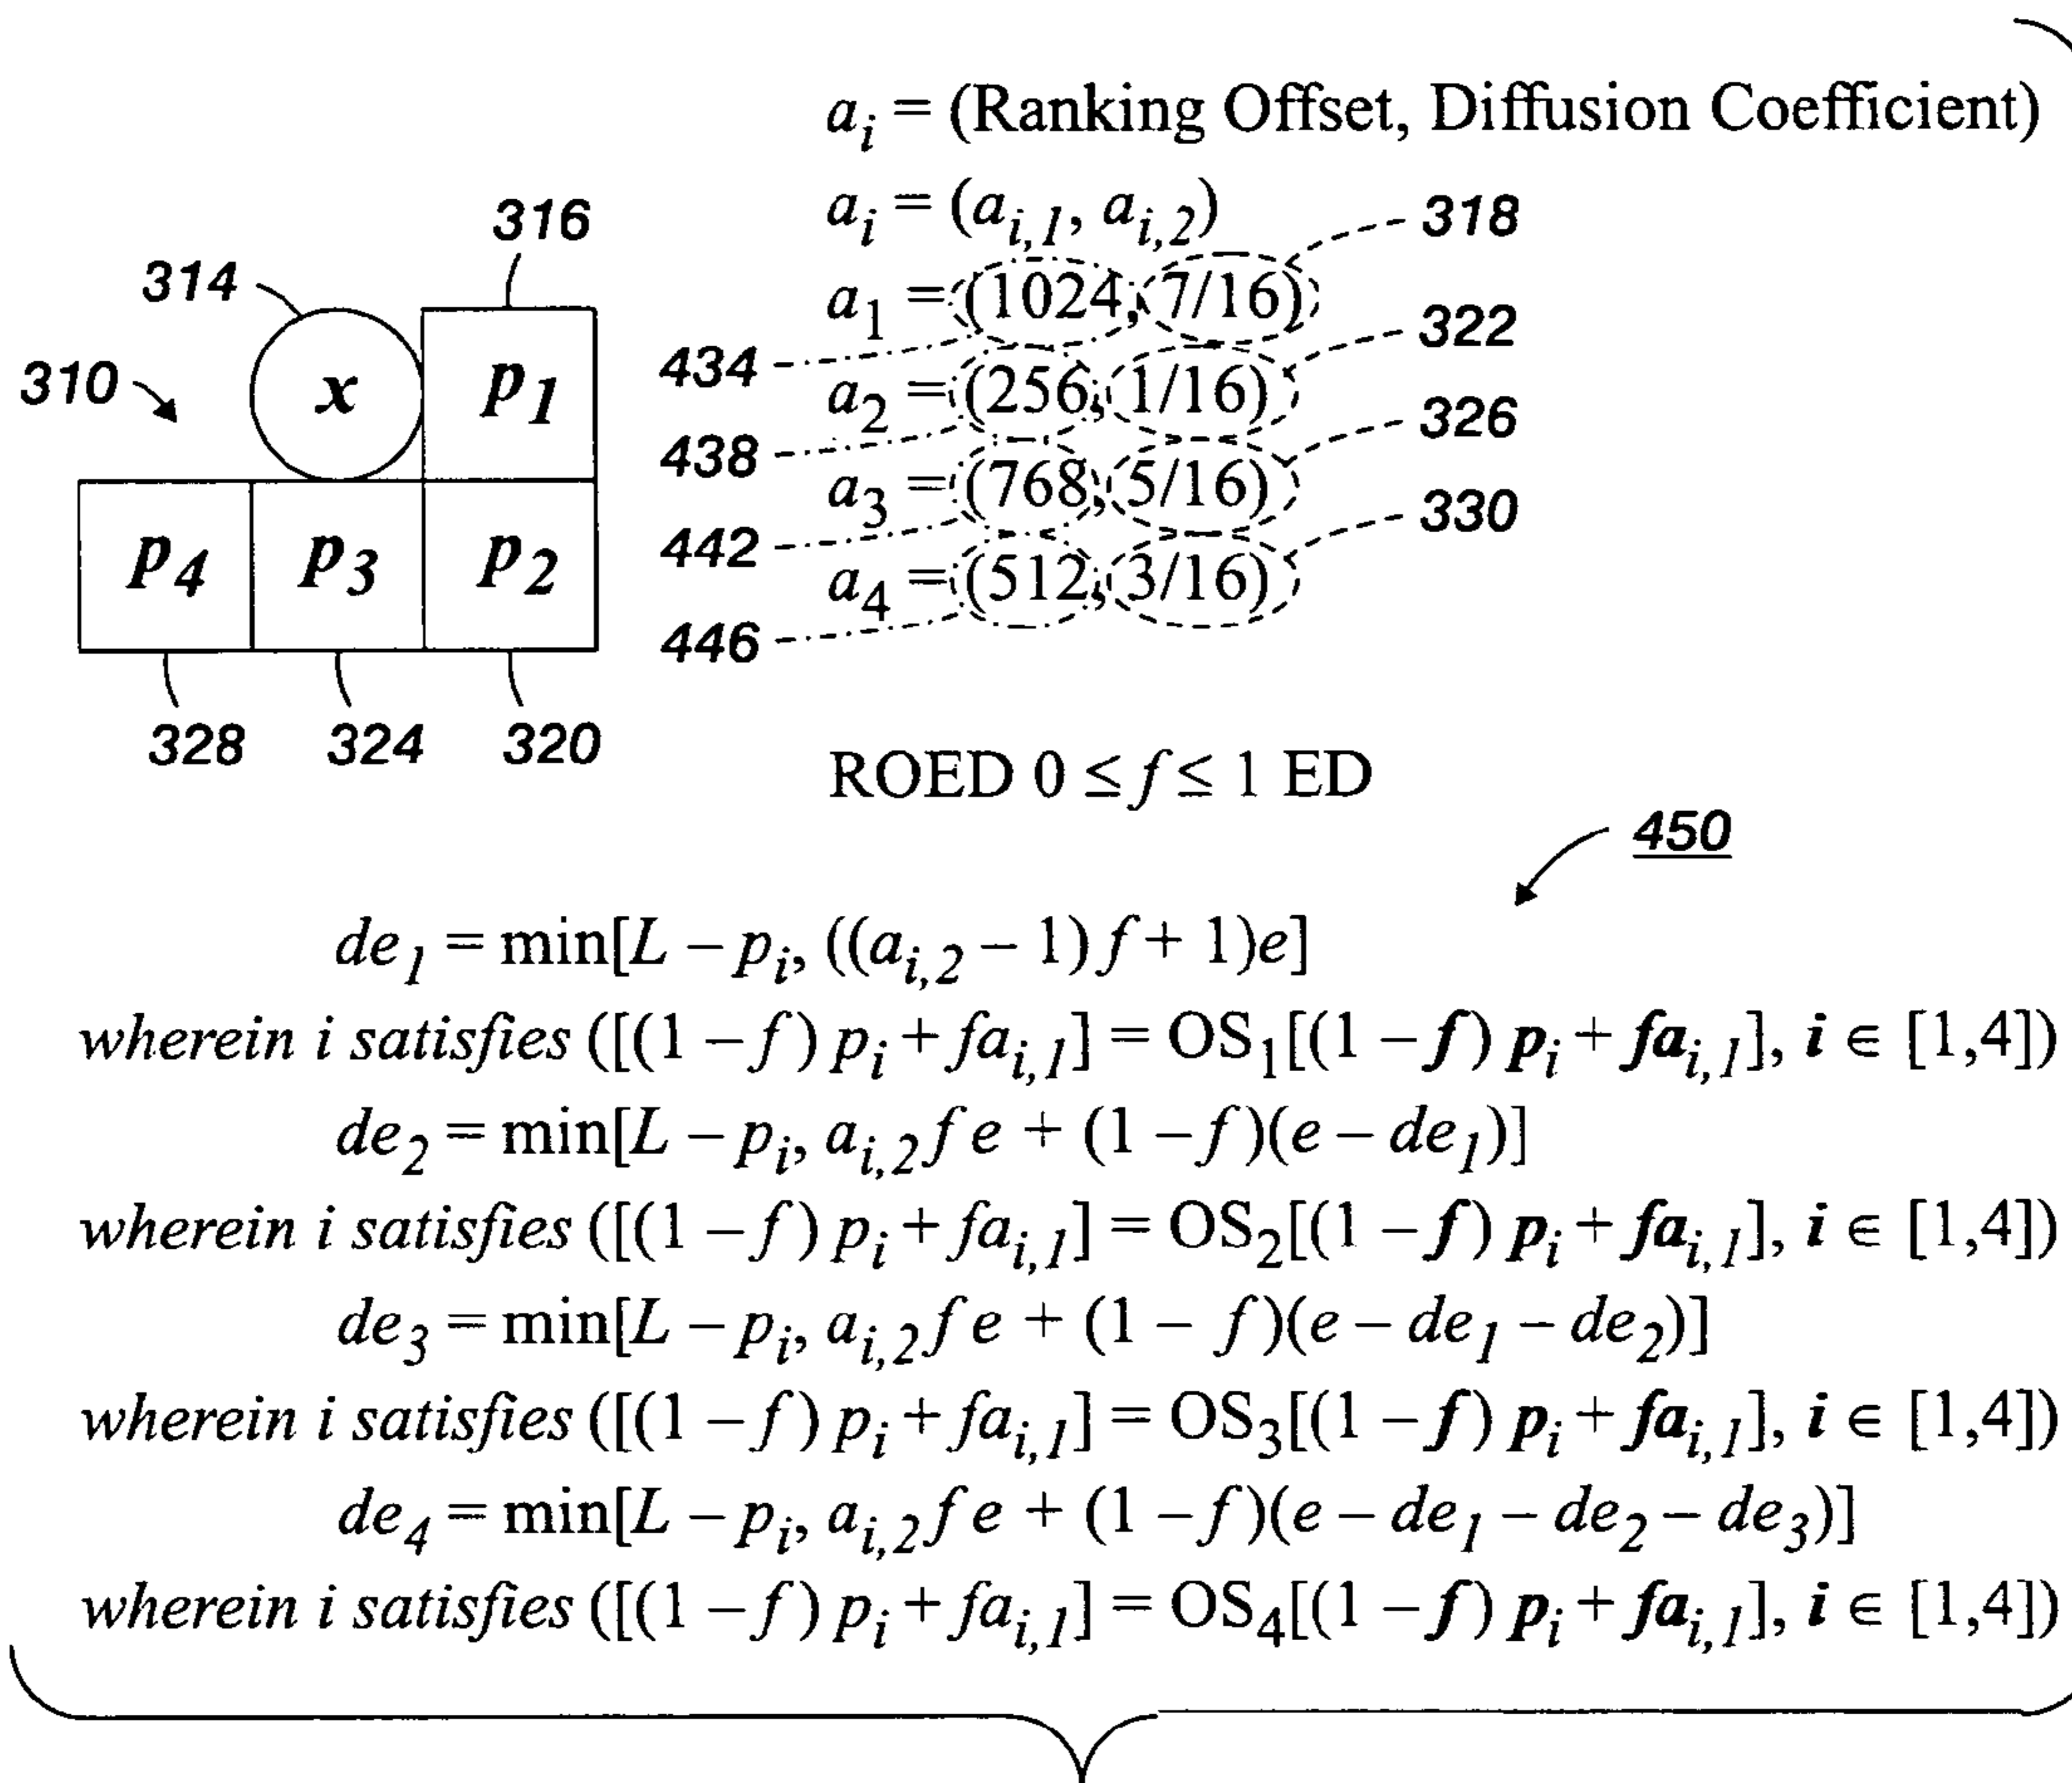 a_i = (Ranking Offset, Diffusion Coefficient)
a_i = (a_{i,1}, a_{i,2})
316
318
314
a_1 = (1024, 7/16)
322
310
x
p_1
434
a_2 = (256, 1/16)
326
438
a_3 = (768, 5/16)
330
p_4
p_3
p_2
442
a_4 = (512, 3/16)
446
328
324
320
ROED 0 ≤ f ≤ 1 ED
450
de_1 = min[L – p_i, ((a_{i,2} – 1) f + 1)e]
wherein i satisfies ([(1 – f) p_i + fa_{i,1}] = OS_1[(1 – f) p_i + fa_{i,1}], i ∈ [1,4])
de_2 = min[L – p_i, a_{i,2} f e + (1 – f)(e – de_1)]
wherein i satisfies ([(1 – f) p_i + fa_{i,1}] = OS_2[(1 – f) p_i + fa_{i,1}], i ∈ [1,4])
de_3 = min[L – p_i, a_{i,2} f e + (1 – f)(e – de_1 – de_2)]
wherein i satisfies ([(1 – f) p_i + fa_{i,1}] = OS_3[(1 – f) p_i + fa_{i,1}], i ∈ [1,4])
de_4 = min[L – p_i, a_{i,2} f e + (1 – f)(e – de_1 – de_2 – de_3)]
wherein i satisfies ([(1 – f) p_i + fa_{i,1}] = OS_4[(1 – f) p_i + fa_{i,1}], i ∈ [1,4])